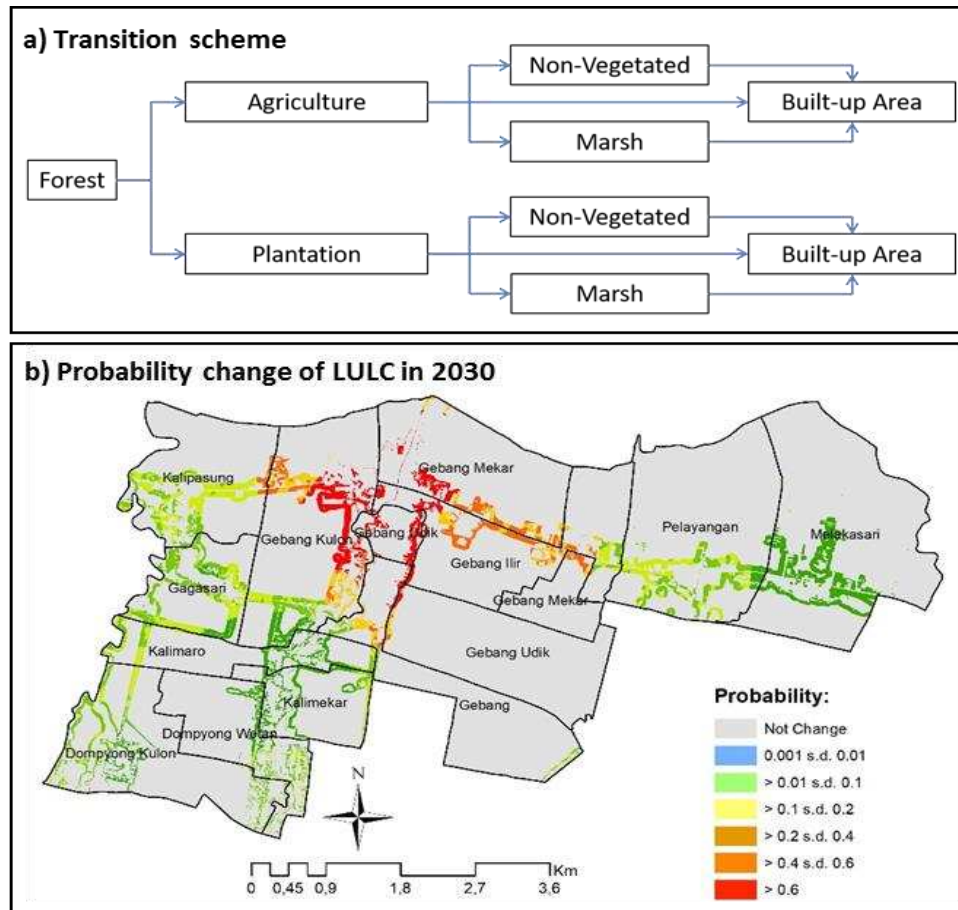 a) Transition scheme
Non-Vegetated
Agriculture
Built-up Area
Marsh
Forest
Non-Vegetated
Plantation
Built-up Area
Marsh
b) Probability change of LULC in 2030
Kalipasung
Gebang Mekar
Gebang Kulon
Gebang Udik
Pelayangan
Melakasari
Gebang Ilir
Gagasari
Gebang Mekar
Kalimaro
Gebang Udik
Kalimekar
Gebang
Dompyong Wetan
Dompyong Kulon
N
Km
0 0,45 0,9 1,8 2,7 3,6
Probability:
Not Change
0.001 s.d. 0.01
> 0.01 s.d. 0.1
> 0.1 s.d. 0.2
> 0.2 s.d. 0.4
> 0.4 s.d. 0.6
> 0.6